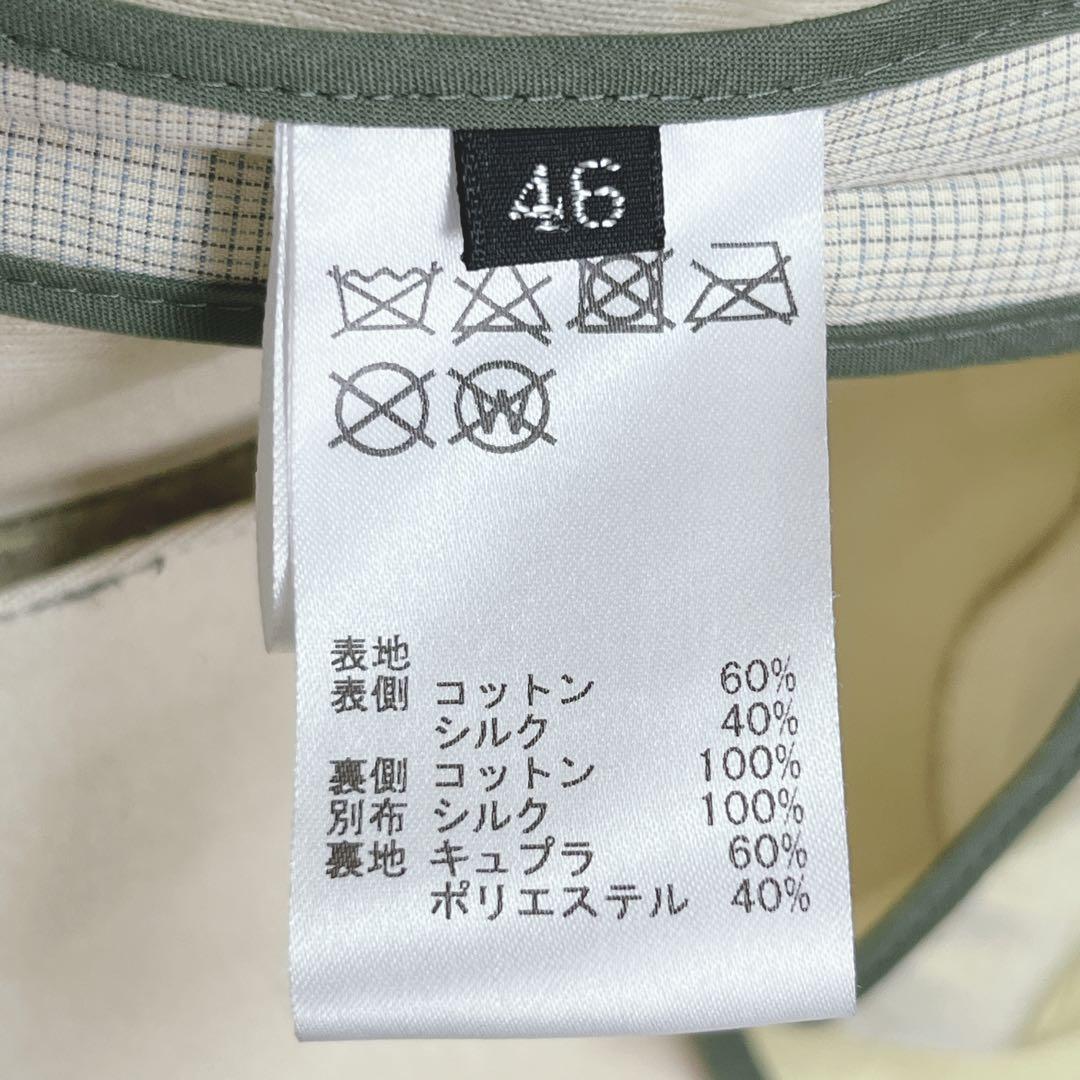 46
W
表地
表側 コットン 60%
シルク 40%
裏側 コットン 100%
別布 シルク 100%
裏地 キュプラ 60%
ポリエステル 40%